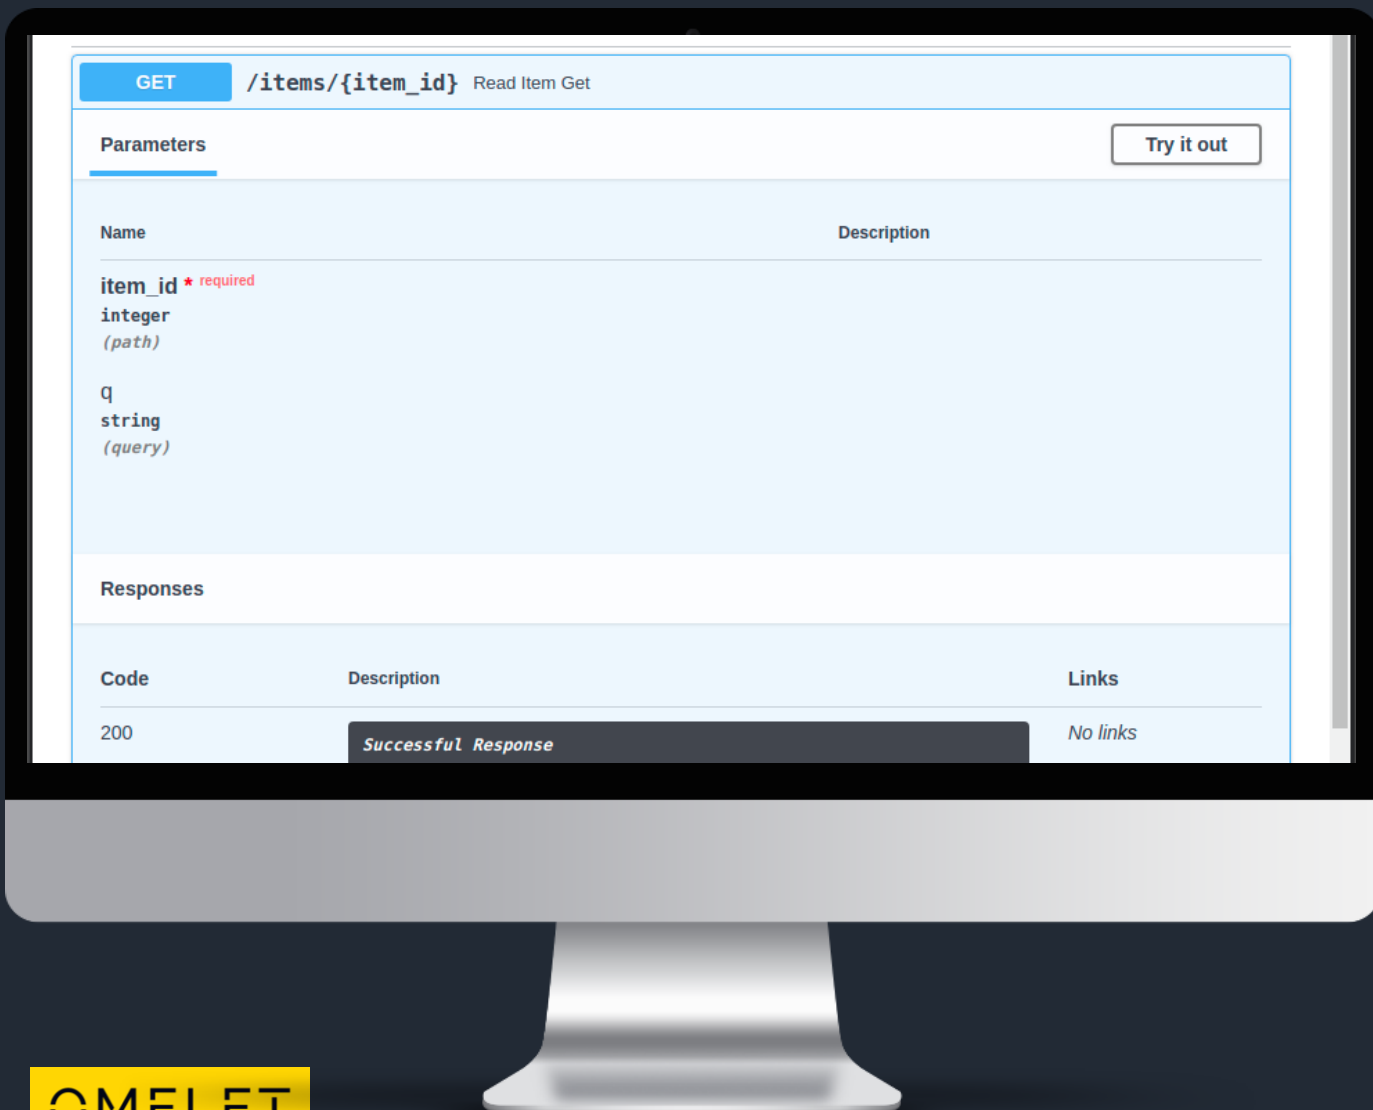 GET /items/{item_id} Read Item Get
Parameters Try it out
Name Description
item_id * required
integer
(path)
q
string
(query)
Responses
Code Description Links
200 Successful Response No links
OMELET